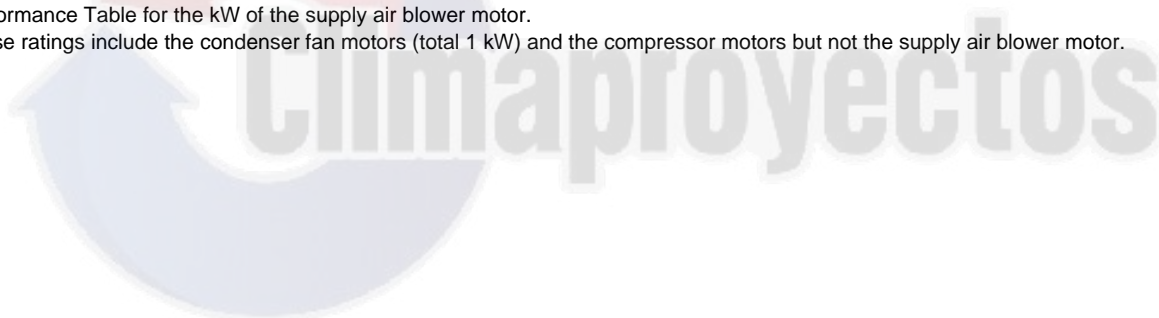 ormance Table for the kW of the supply air blower motor.
se ratings include the condenser fan motors (total 1 kW) and the compressor motors but not the supply air blower motor.
Climaproyectos